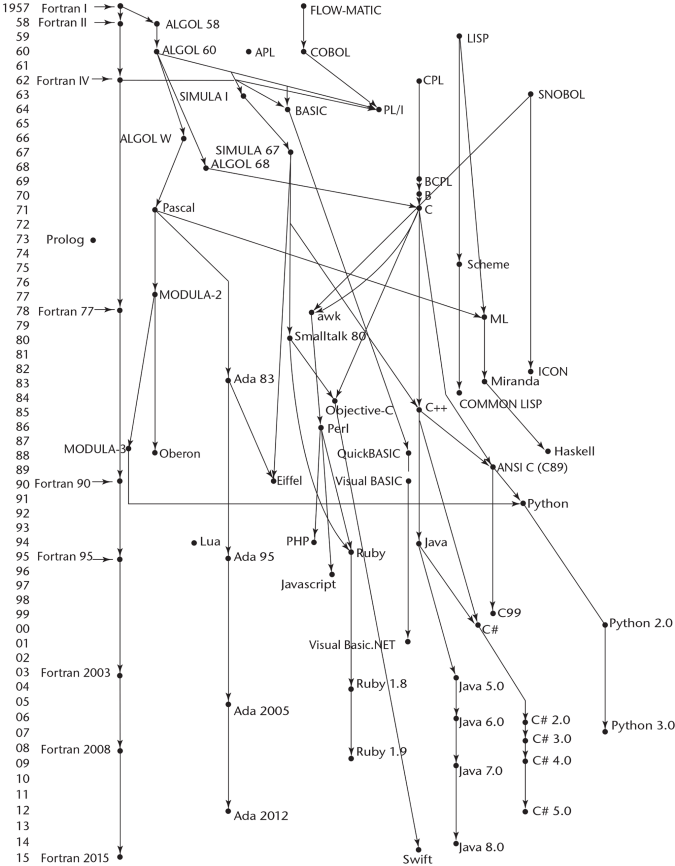 1957 Fortran I FLOW-MATIC
58 Fortran II ALGOL 58
59 LISP
60 ALGOL 60 APL COBOL
61
62 Fortran IV CPL
63 SIMULA I SNOBOL
64 BASIC PL/I
65
66 ALGOL W
67 SIMULA 67
68 ALGOL 68
69 BCPL
70 B
71 Pascal C
72
73 Prolog
74
75 Scheme
76
77 MODULA-2
78 Fortran 77 awk ML
79
80 Smalltalk 80
81
82 ICON
83 Ada 83 Miranda
84 COMMON LISP
85 Objective-C C++
86 Perl
87 MODULA-3
88 Oberon QuickBASIC Haskell
89 ANSI C (C89)
90 Fortran 90 Eiffel Visual BASIC
91 Python
92
93
94 Lua PHP Java
95 Fortran 95 Ada 95 Ruby
96 Javascript
97
98
99 C99
00 C# Python 2.0
01 Visual Basic.NET
02
03 Fortran 2003
04 Ruby 1.8 Java 5.0
05 Ada 2005
06 Java 6.0 C# 2.0
07 C# 3.0 Python 3.0
08 Fortran 2008 Ruby 1.9
09 C# 4.0
10 Java 7.0
11
12 Ada 2012 C# 5.0
13
14 Java 8.0
15 Fortran 2015 Swift